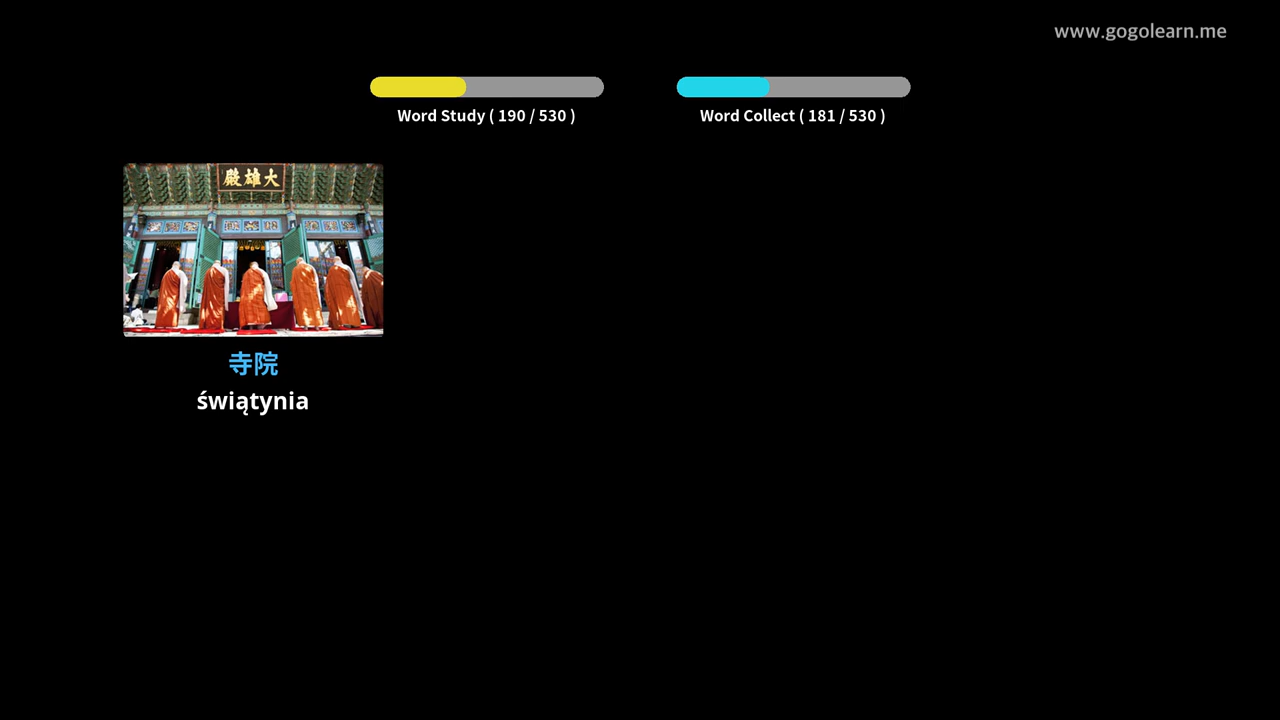 www.gogolearn.me
Word Study ( 190 / 530 )
Word Collect ( 181 / 530 )
殿雄大
寺院
świątynia